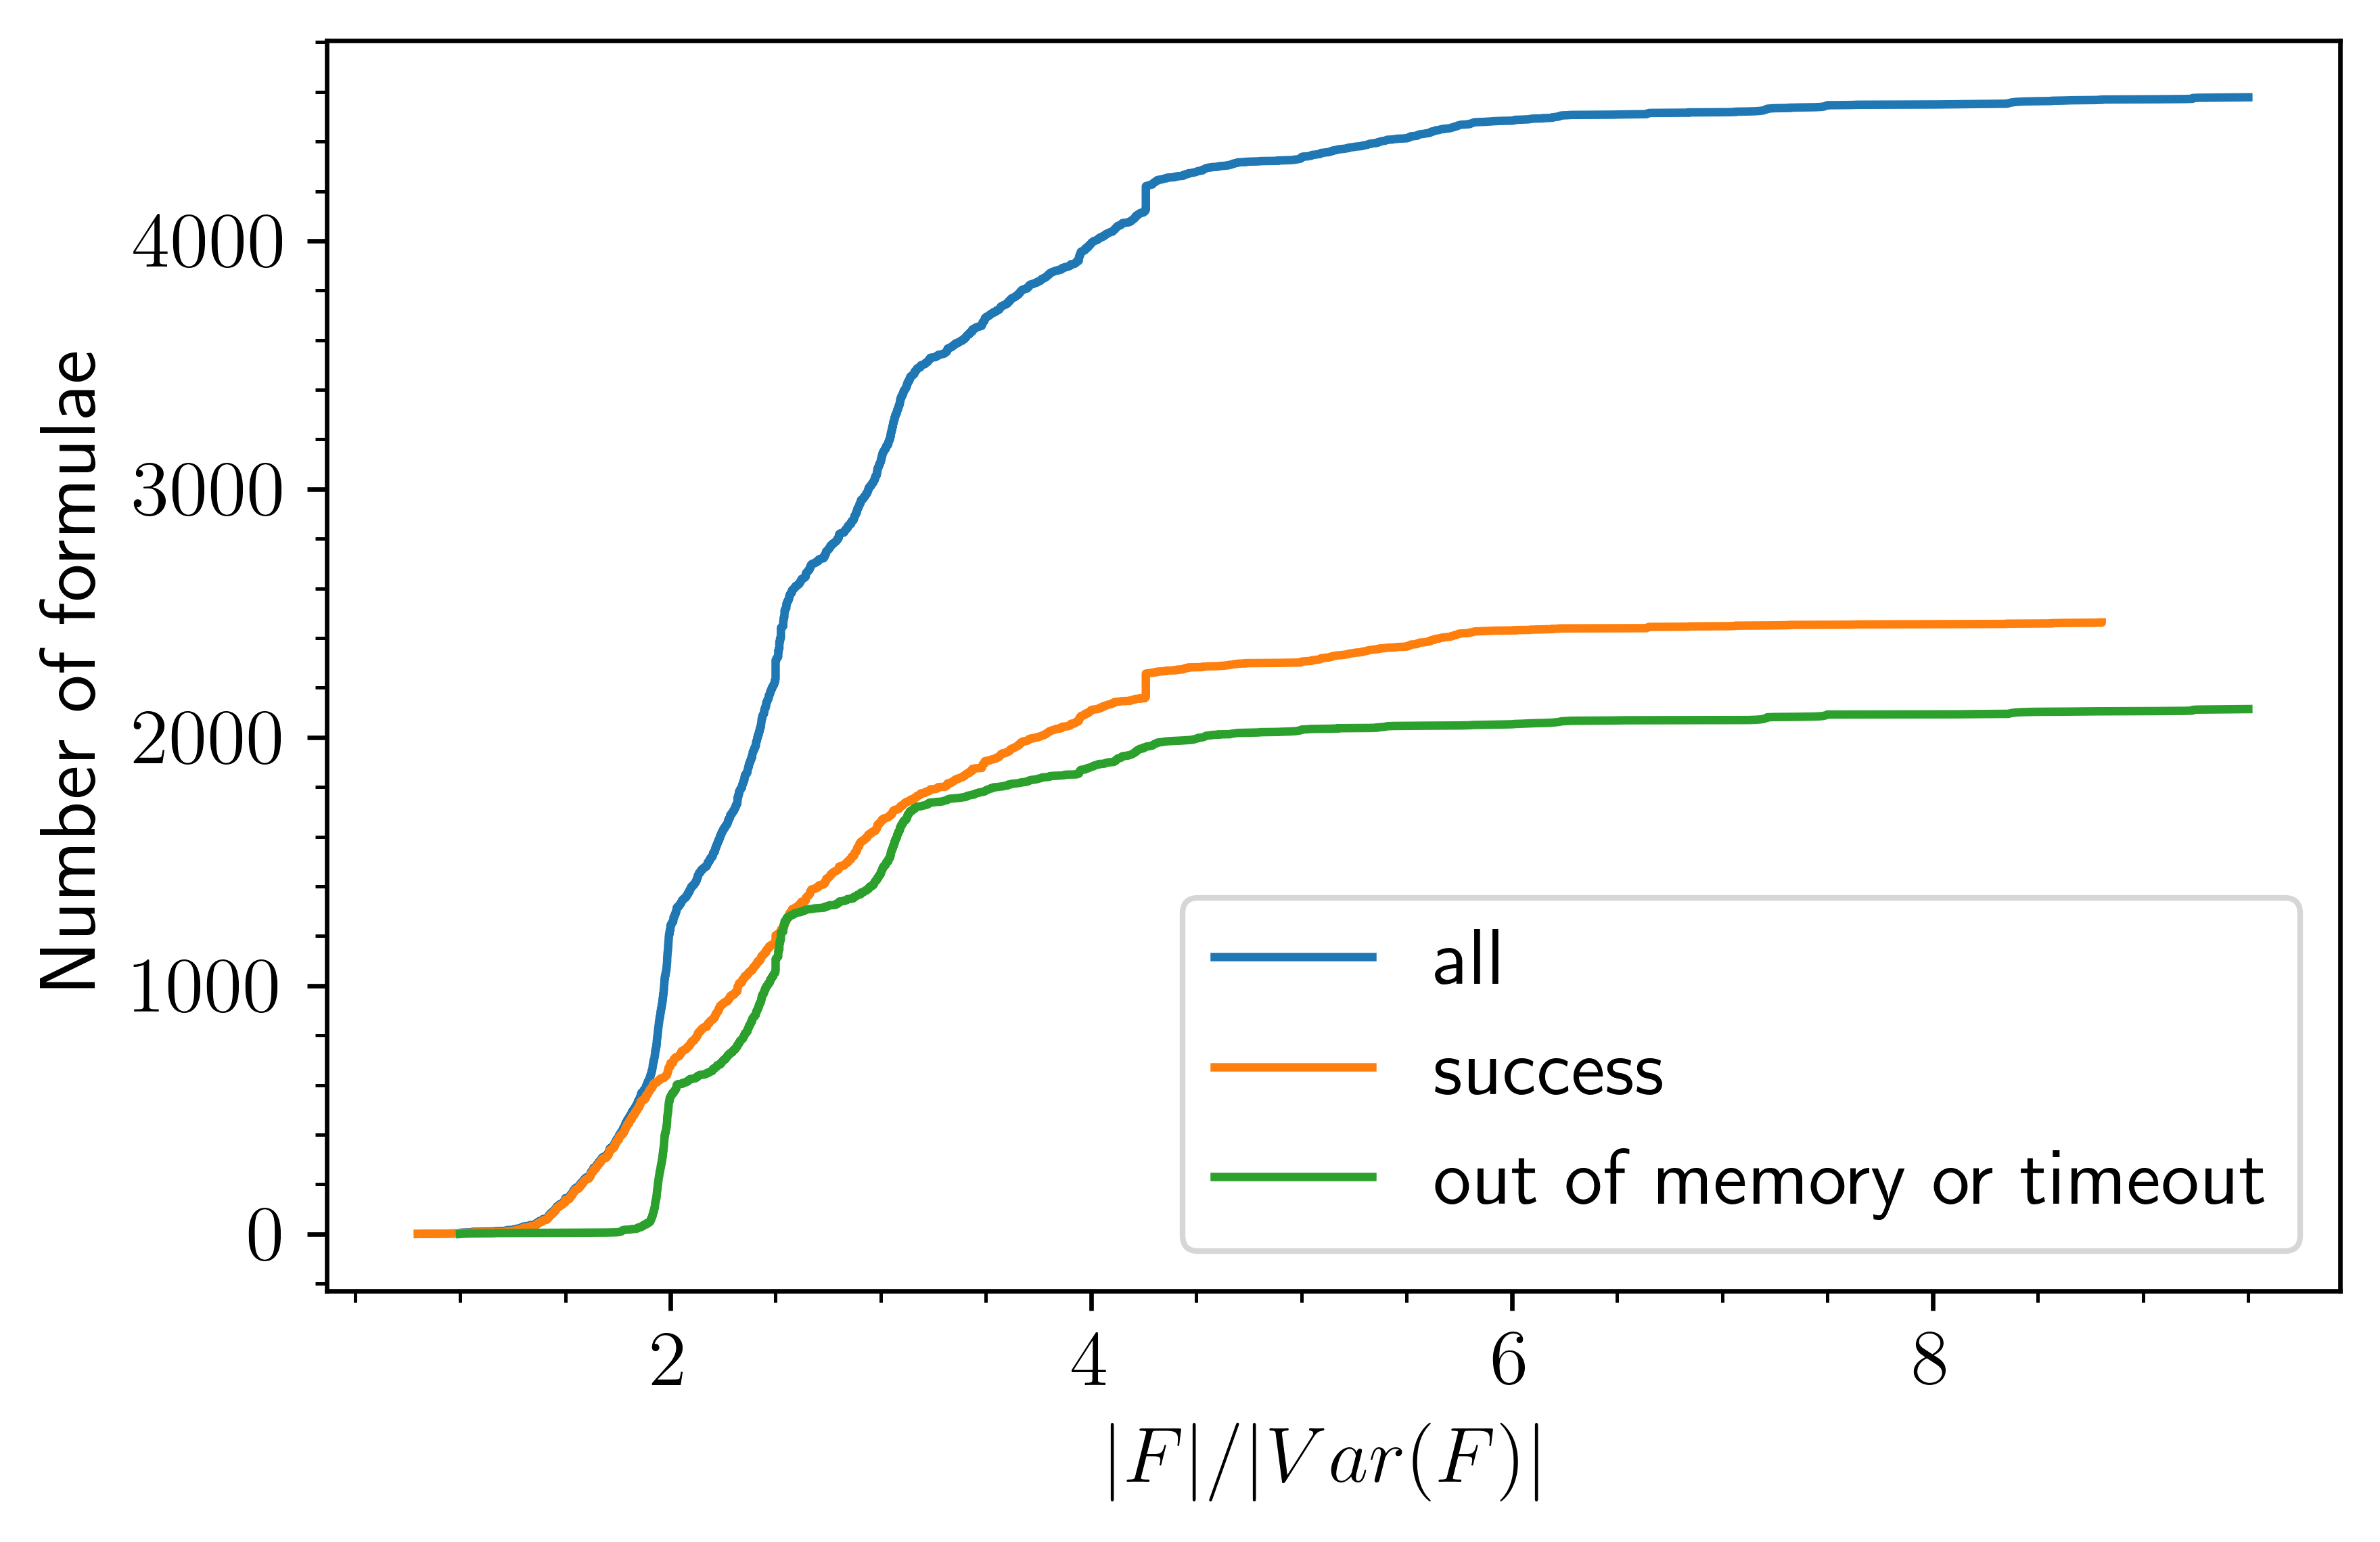 Number of formulae
4000
3000
2000
1000
0
all
success
out of memory or timeout
2
4
6
8
|F|/|Var(F)|